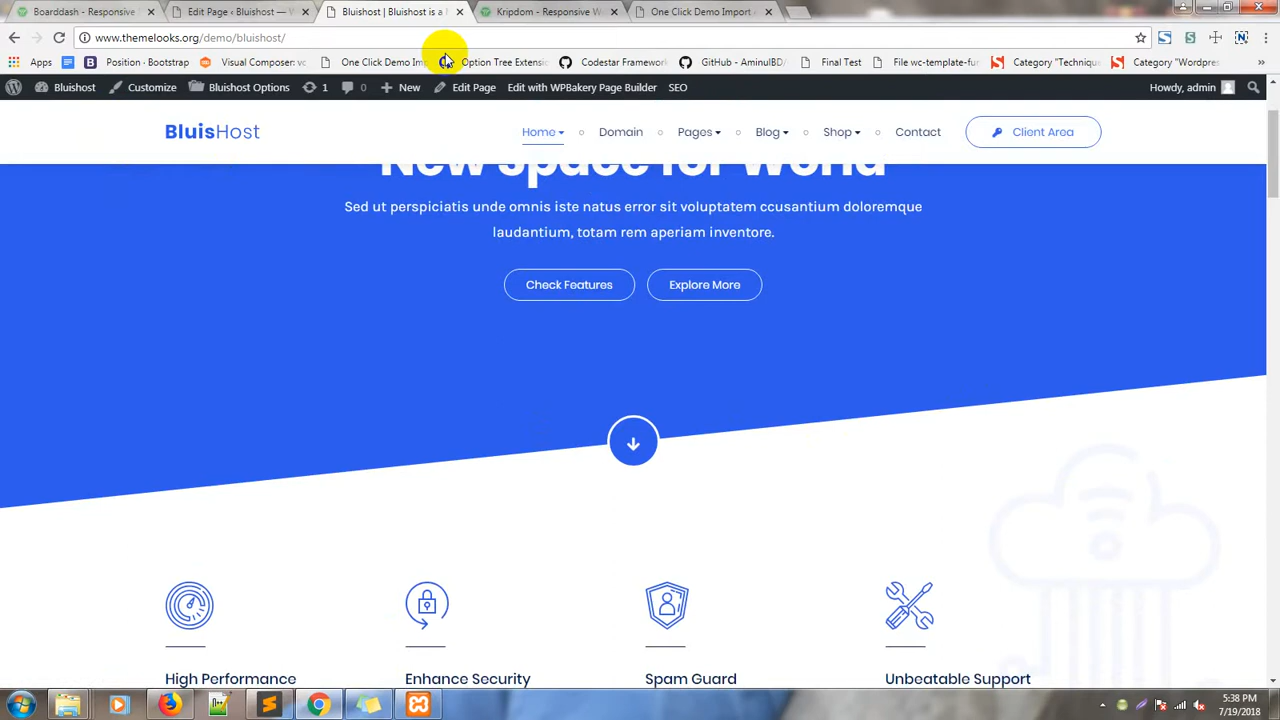 Boarddash - Responsive
Edit Page ‹ Bluishost — W
Bluishost | Bluishost is a
Kripdom - Responsive W
One Click Demo Import
www.themelooks.org/demo/bluishost/
Apps
Position · Bootstrap
Visual Composer: vc
One Click Demo Im
Option Tree Extensi
Codestar Framework
GitHub - AminulBD/
Final Test
File wc-template-fu
Category "Techniqu
Category "Wordpres
Bluishost
Customize
Bluishost Options
1
0
New
Edit Page
Edit with WPBakery Page Builder
SEO
Howdy, admin
BluisHost
Home
Domain
Pages
Blog
Shop
Contact
Client Area
New space for world
Sed ut perspiciatis unde omnis iste natus error sit voluptatem ccusantium doloremque
laudantium, totam rem aperiam inventore.
Check Features
Explore More
High Performance
Enhance Security
Spam Guard
Unbeatable Support
5:38 PM
7/19/2018